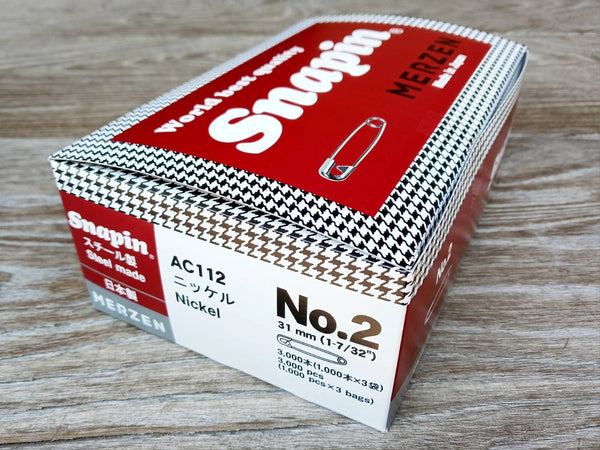 World best quality
Snapin®
MERZEN
Made in Japan
Snapin®
スチール製
Steel made
日本製
MERZEN
AC112
ニッケル
Nickel
No.2
31 mm (1-7/32")
3,000本(1,000本×3袋)
3,000 pcs
(1,000 pcs × 3 bags)
No.2